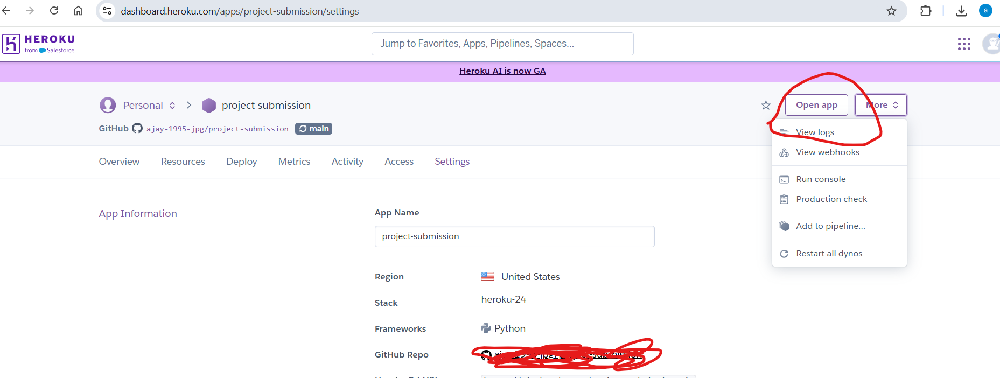 dashboard.heroku.com/apps/project-submission/settings
a
HEROKU
from Salesforce
Jump to Favorites, Apps, Pipelines, Spaces...
Heroku AI is now GA
Personal
project-submission
Open app
More
GitHub
ajay-1995-jpg/project-submission
main
View logs
View webhooks
Run console
Production check
Add to pipeline...
Restart all dynos
Overview
Resources
Deploy
Metrics
Activity
Access
Settings
App Information
App Name
project-submission
Region
United States
Stack
heroku-24
Frameworks
Python
GitHub Repo